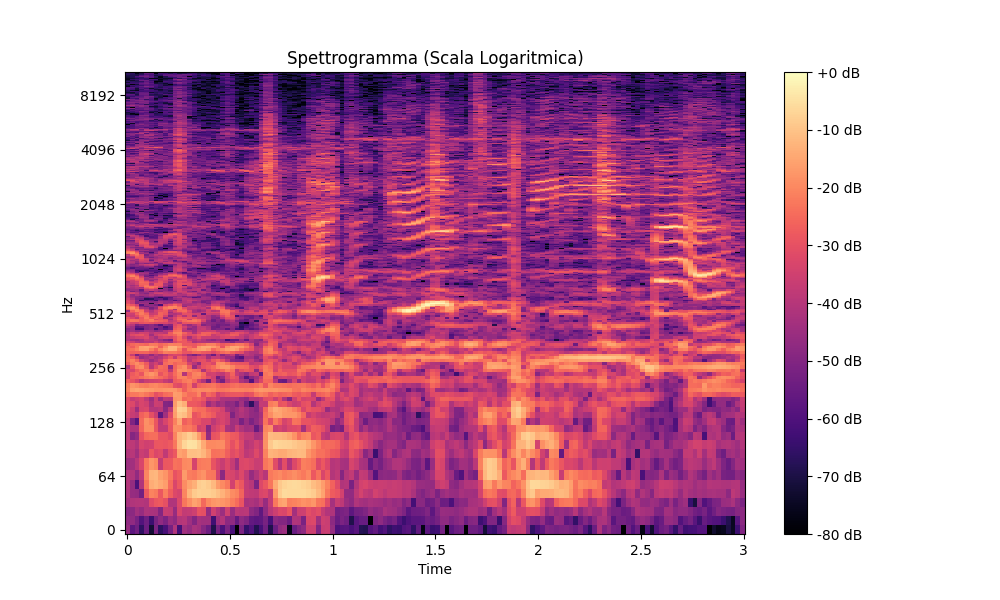 Spettrogramma (Scala Logaritmica)
8192
4096
2048
1024
512
256
128
64
0
Hz
0
0.5
1
1.5
2
2.5
3
Time
+0 dB
-10 dB
-20 dB
-30 dB
-40 dB
-50 dB
-60 dB
-70 dB
-80 dB